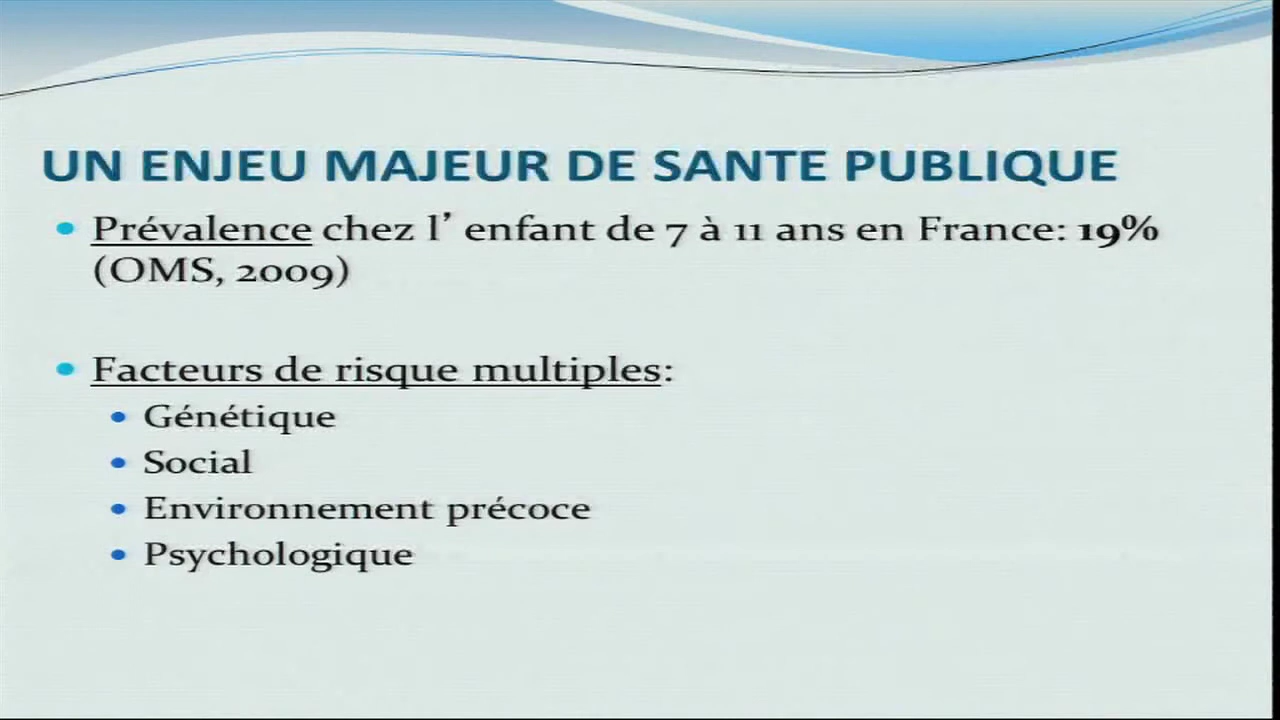 UN ENJEU MAJEUR DE SANTE PUBLIQUE
• Prévalence chez l’ enfant de 7 à 11 ans en France: 19%
(OMS, 2009)
• Facteurs de risque multiples:
• Génétique
• Social
• Environnement précoce
• Psychologique